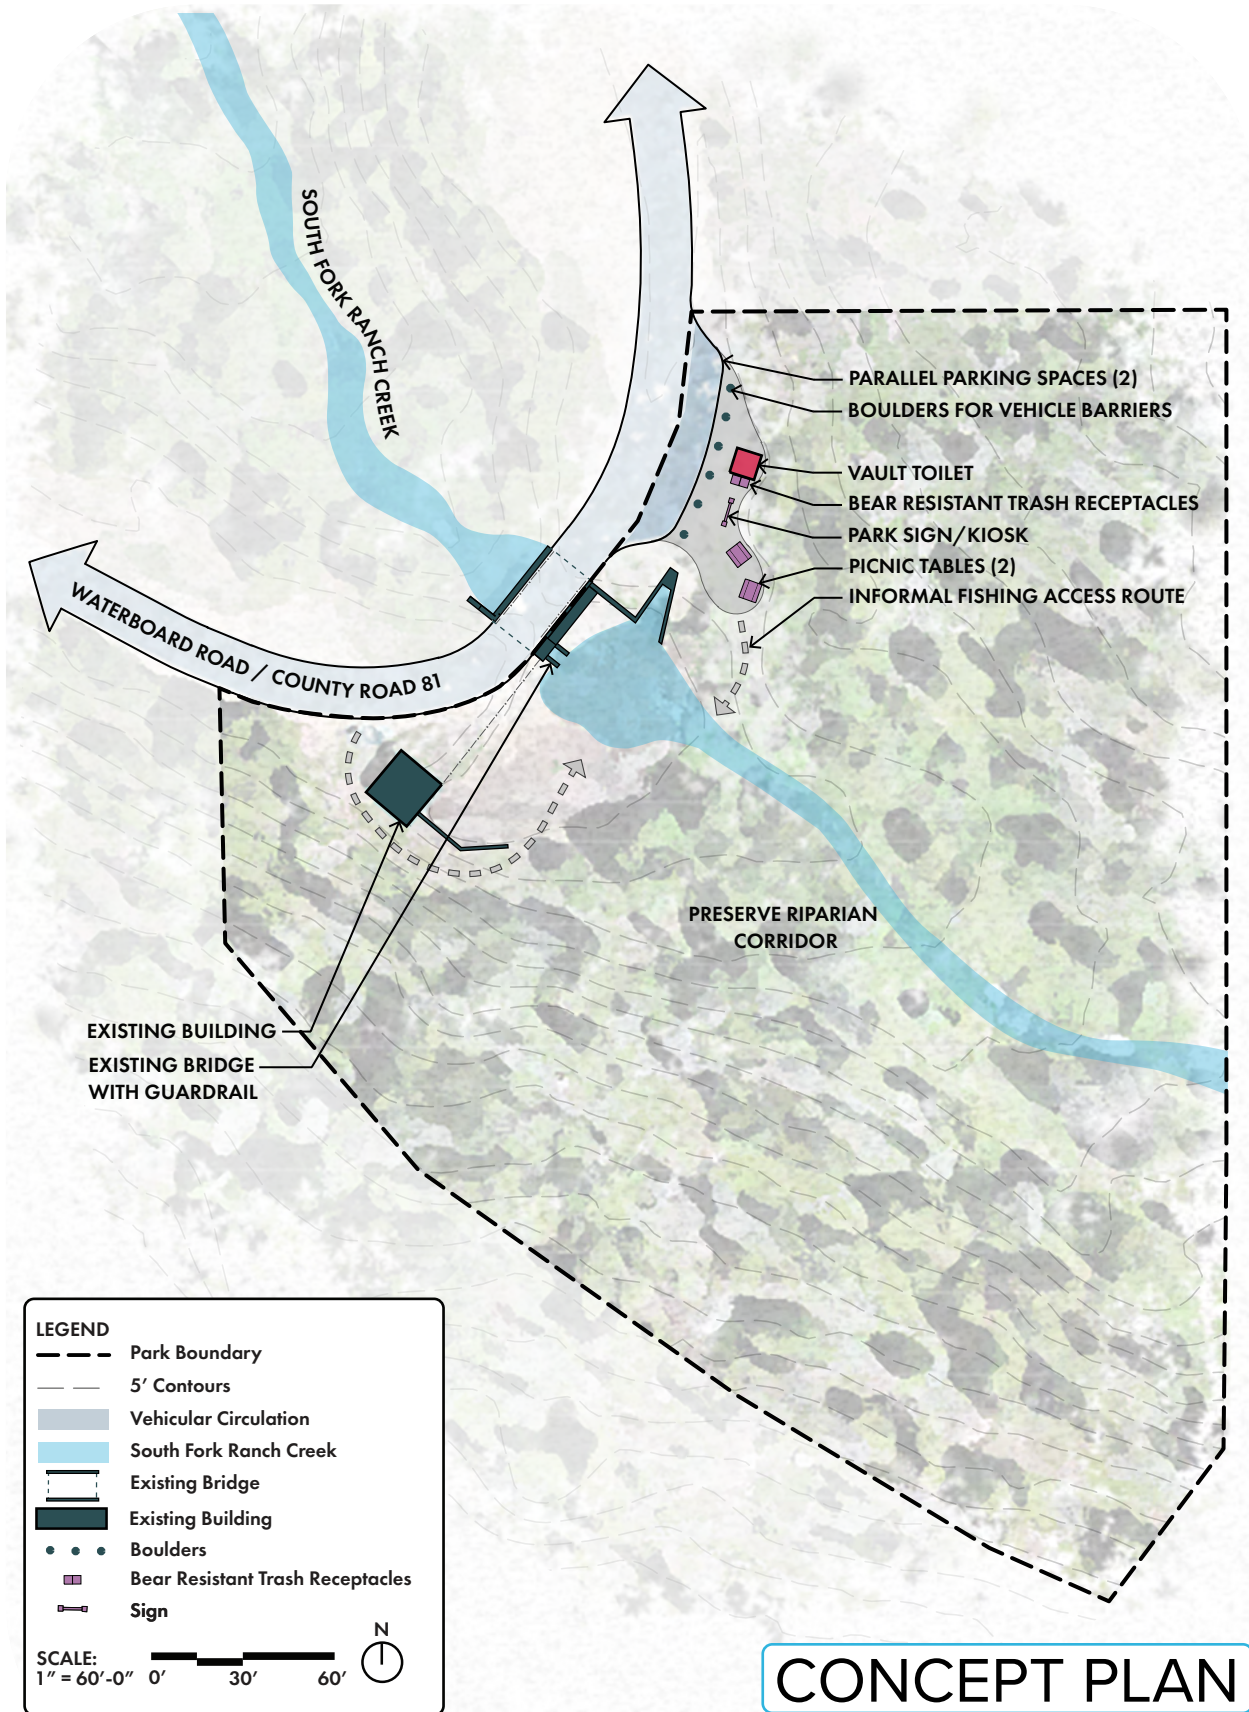 SOUTH FORK RANCH CREEK
PARALLEL PARKING SPACES (2)
BOULDERS FOR VEHICLE BARRIERS
VAULT TOILET
BEAR RESISTANT TRASH RECEPTACLES
PARK SIGN/KIOSK
PICNIC TABLES (2)
INFORMAL FISHING ACCESS ROUTE
WATERBOARD ROAD / COUNTY ROAD 81
PRESERVE RIPARIAN
CORRIDOR
EXISTING BUILDING
EXISTING BRIDGE
WITH GUARDRAIL
LEGEND
Park Boundary
5' Contours
Vehicular Circulation
South Fork Ranch Creek
Existing Bridge
Existing Building
Boulders
Bear Resistant Trash Receptacles
Sign
N
SCALE:
1" = 60'-0" 0' 30' 60'
CONCEPT PLAN